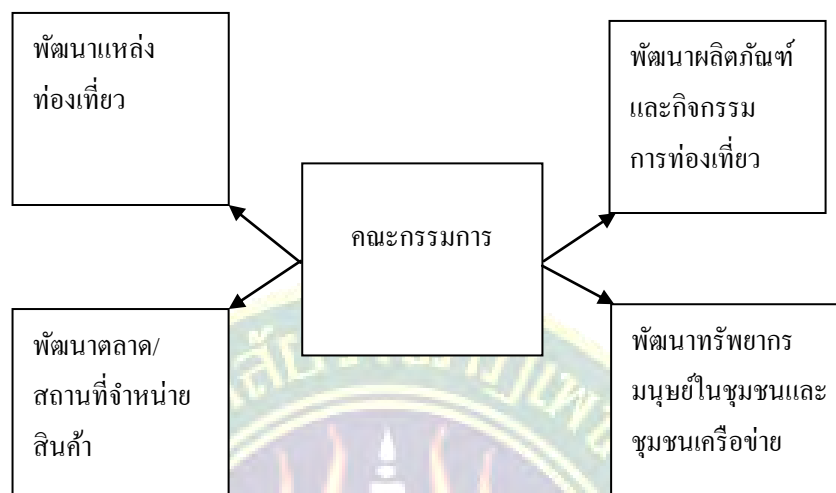 พัฒนาแหล่ง
ท่องเที่ยว
พัฒนาผลิตภัณฑ์
และกิจกรรม
การท่องเที่ยว
คณะกรรมการ
พัฒนาตลาด/
สถานที่จำหน่าย
สินค้า
พัฒนาทรัพยากร
มนุษย์ในชุมชนและ
ชุมชนเครือข่าย